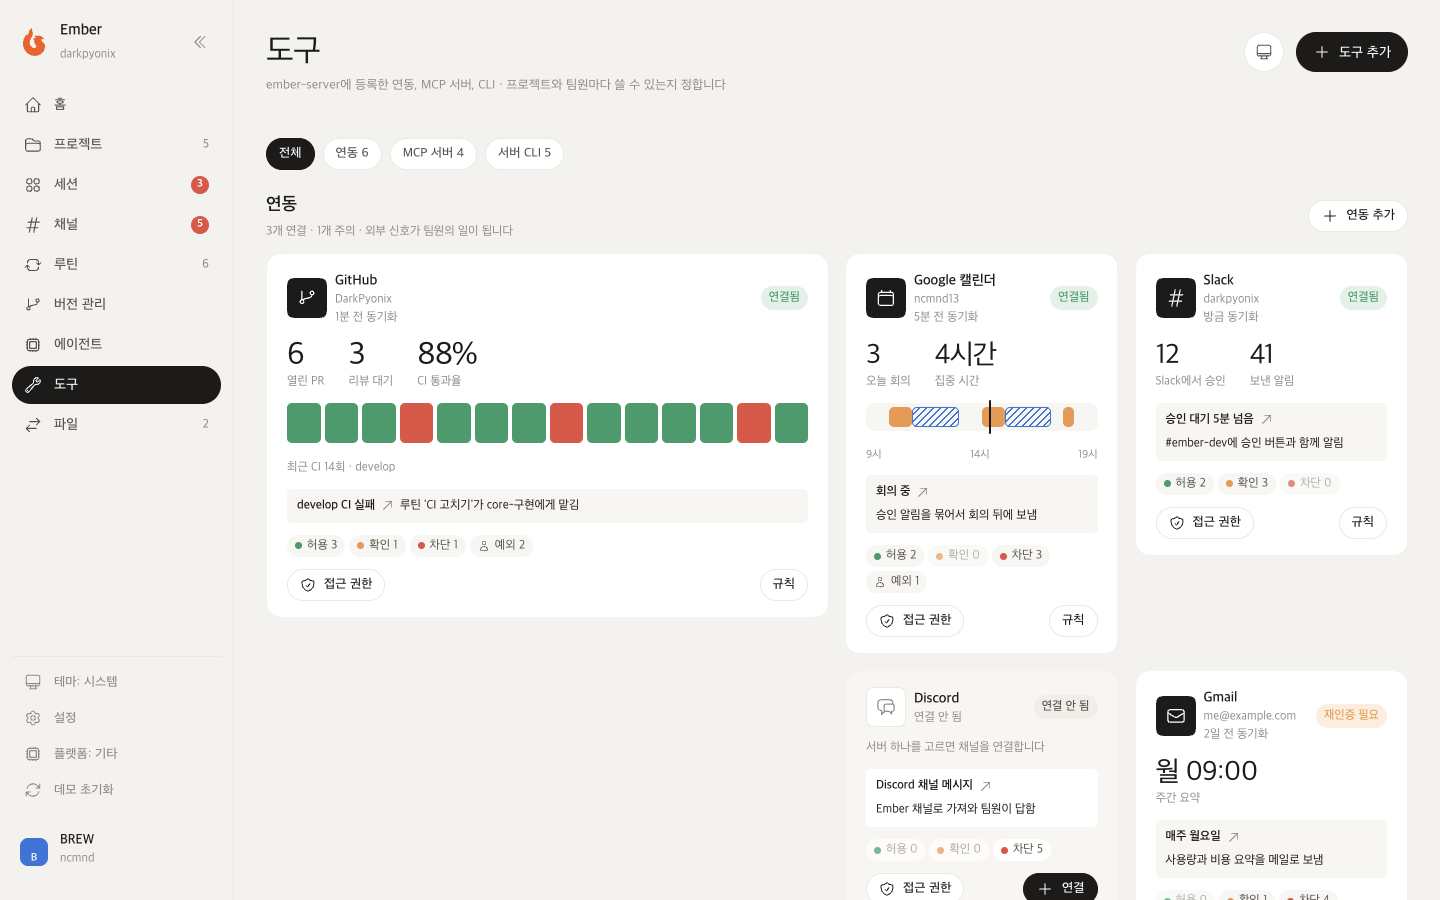 Ember
darkpyonix
홈
프로젝트 5
세션 3
채널 5
루틴 6
버전 관리
에이전트
도구
파일 2
테마: 시스템
설정
플랫폼: 기타
데모 초기화
B
BREW
ncmnd
도구
ember-server에 등록한 연동, MCP 서버, CLI · 프로젝트와 팀원마다 쓸 수 있는지 정합니다
도구 추가
전체
연동 6
MCP 서버 4
서버 CLI 5
연동
3개 연결 · 1개 주의 · 외부 신호가 팀원의 일이 됩니다
연동 추가
GitHub
DarkPyonix
1분 전 동기화
연결됨
6 3 88%
열린 PR 리뷰 대기 CI 통과율
최근 CI 14회 · develop
develop CI 실패 루틴 'CI 고치기'가 core-구현에게 맡김
허용 3 확인 1 차단 1 예외 2
접근 권한 규칙
Google 캘린더
ncmnd13
5분 전 동기화
연결됨
3 4시간
오늘 회의 집중 시간
9시 14시 19시
회의 중
승인 알림을 묶어서 회의 뒤에 보냄
허용 2 확인 0 차단 3
예외 1
접근 권한 규칙
Slack
darkpyonix
방금 동기화
연결됨
12 41
Slack에서 승인 보낸 알림
승인 대기 5분 넘음
#ember-dev에 승인 버튼과 함께 알림
허용 2 확인 3 차단 0
접근 권한 규칙
Discord
연결 안 됨
연결 안 됨
서버 하나를 고르면 채널을 연결합니다
Discord 채널 메시지
Ember 채널로 가져와 팀원이 답함
허용 0 확인 0 차단 5
접근 권한 연결
Gmail
me@example.com
2일 전 동기화
재인증 필요
월 09:00
주간 요약
매주 월요일
사용량과 비용 요약을 메일로 보냄
허용 0 확인 1 차단 4